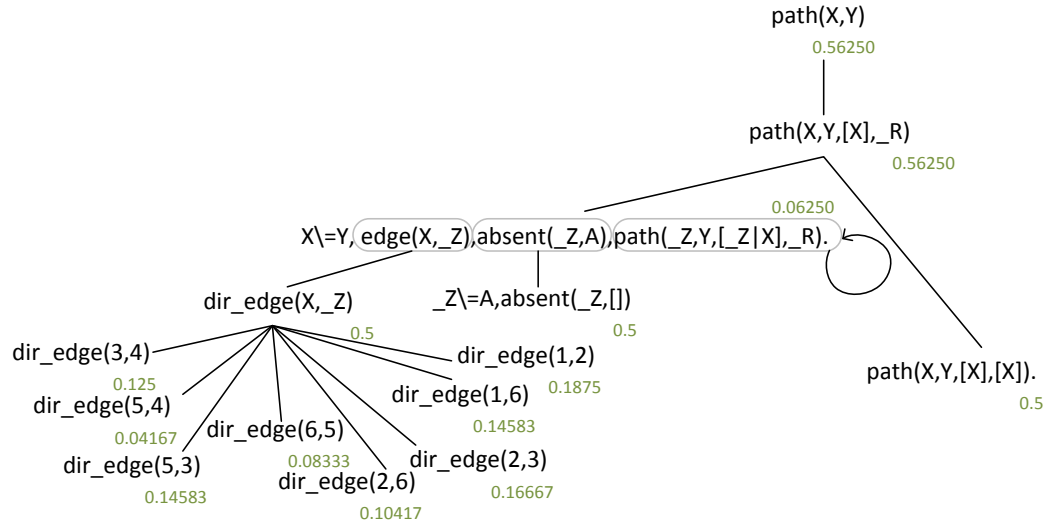 path(X,Y)
0.56250
path(X,Y,[X],_R)
0.56250
0.06250
X\=Y, edge(X,_Z),absent(_Z,A),path(_Z,Y,[_Z|X],_R).
dir_edge(X,_Z)
0.5
_Z\=A,absent(_Z,[])
0.5
dir_edge(3,4)
0.125
dir_edge(1,2)
0.1875
path(X,Y,[X],[X]).
0.5
dir_edge(5,4)
0.04167
dir_edge(1,6)
0.14583
dir_edge(6,5)
0.08333
dir_edge(5,3)
0.14583
dir_edge(2,3)
0.16667
dir_edge(2,6)
0.10417